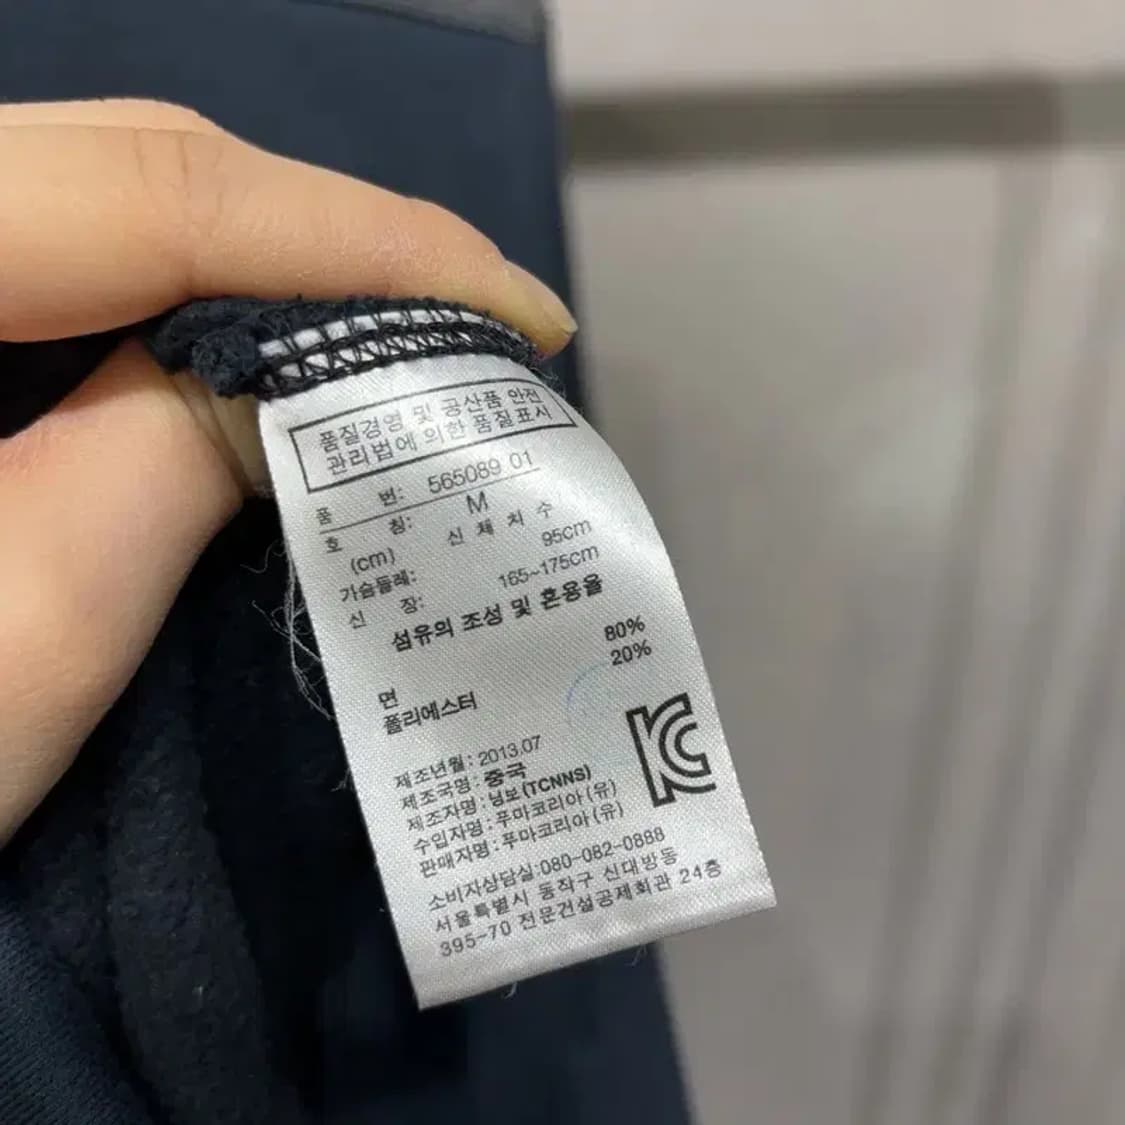 품질경영 및 공산품 안전
관리법에 의한 품질표시
품 번: 565089 01
호 칭: M
(cm) 신 체 치 수
가슴둘레: 95cm
신 장: 165~175cm
섬유의 조성 및 혼용율
면 80%
폴리에스터 20%
제조년월: 2013.07
제조국명: 중국
제조자명: 닝보(TCNNS)
수입자명: 푸마코리아(유)
판매자명: 푸마코리아(유)
소비자상담실:080-082-0888
서울특별시 동작구 신대방동
395-70 전문건설공제회관 24층
KC